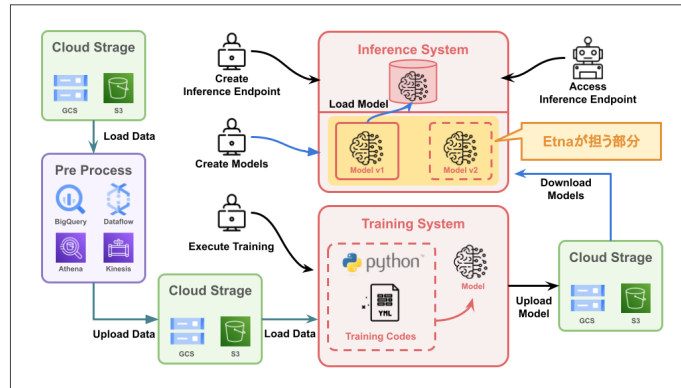 Cloud Strage
GCS
S3
Load Data
Pre Process
BigQuery
Dataflow
Athena
Kinesis
Upload Data
Cloud Strage
GCS
S3
Load Data
Create
Inference Endpoint
Create Models
Execute Training
Inference System
Load Model
Model v1
Model v2
Access
Inference Endpoint
Etnaが担う部分
Download
Models
Training System
python™
YML
Training Codes
Model
Upload
Model
Cloud Strage
GCS
S3